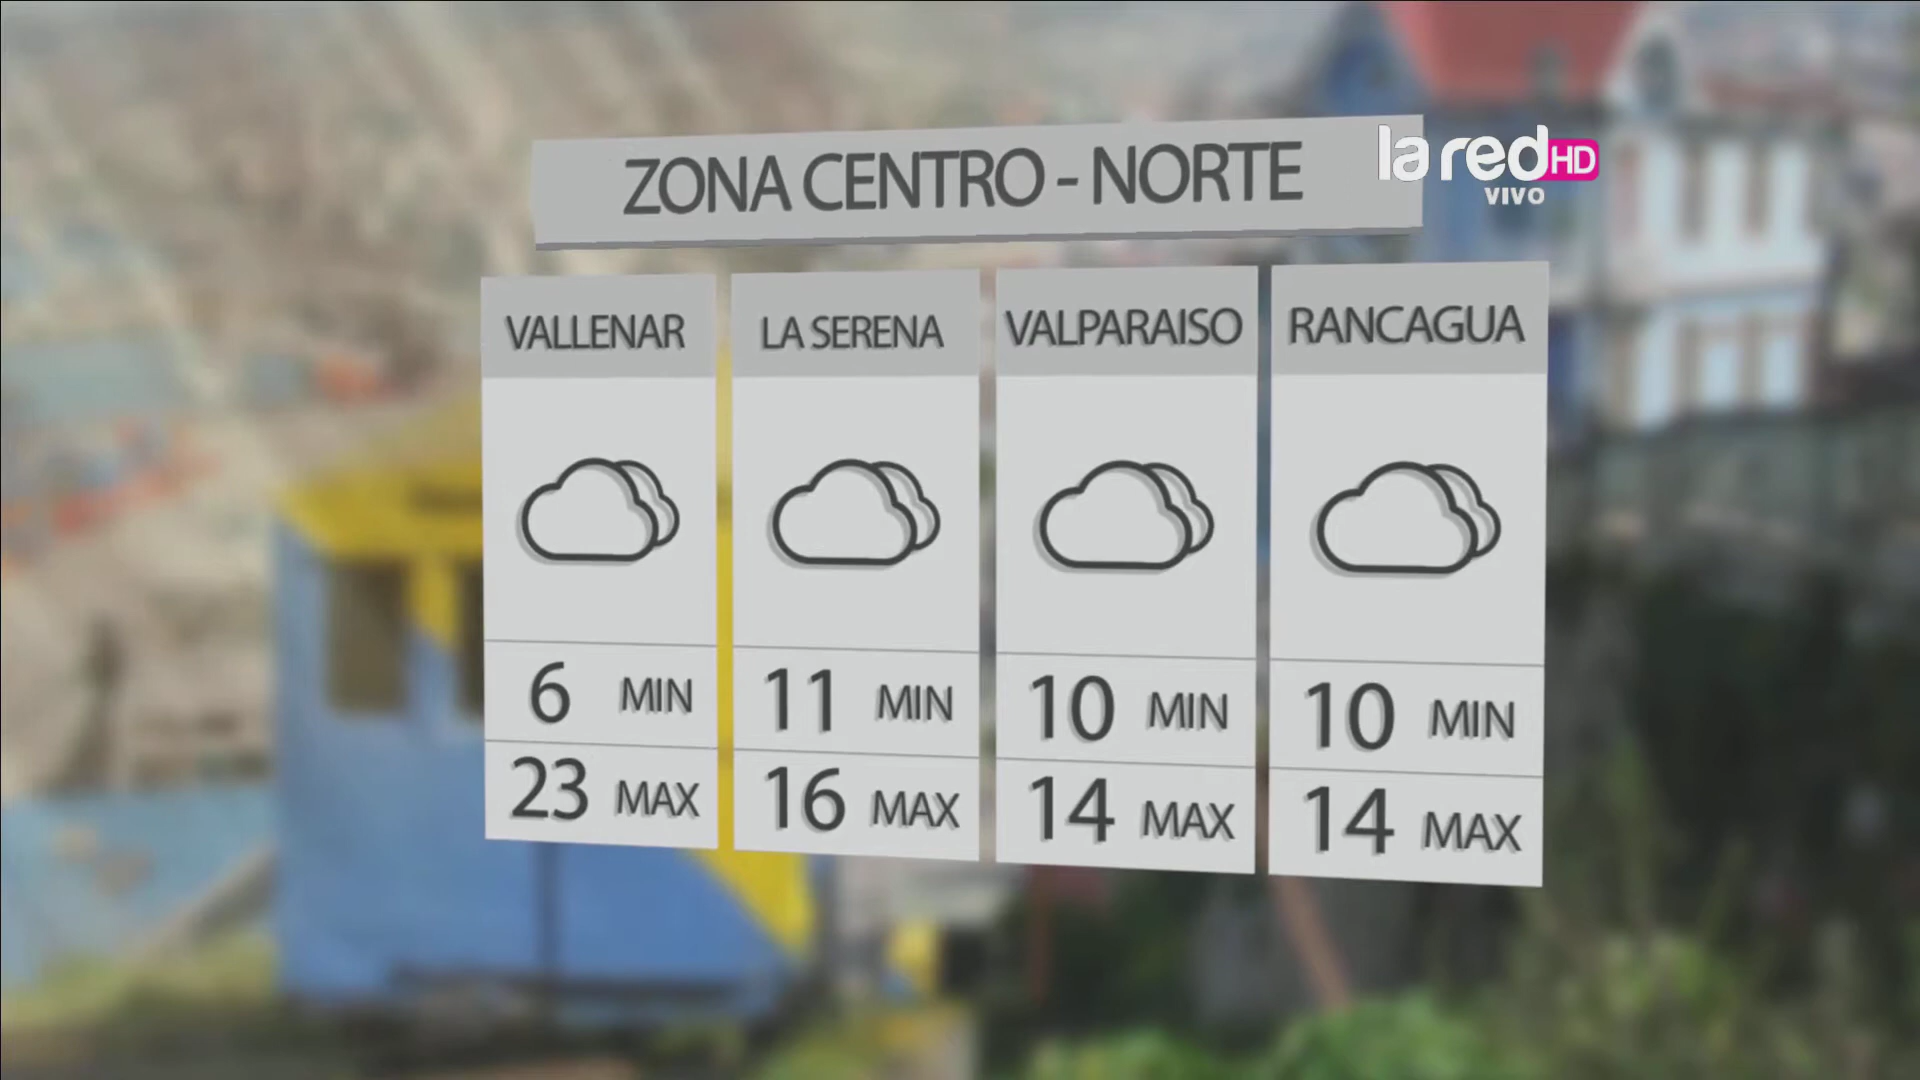 ZONA CENTRO - NORTE
la red HD
VIVO
VALLENAR
6 MIN
23 MAX
LA SERENA
11 MIN
16 MAX
VALPARAISO
10 MIN
14 MAX
RANCAGUA
10 MIN
14 MAX